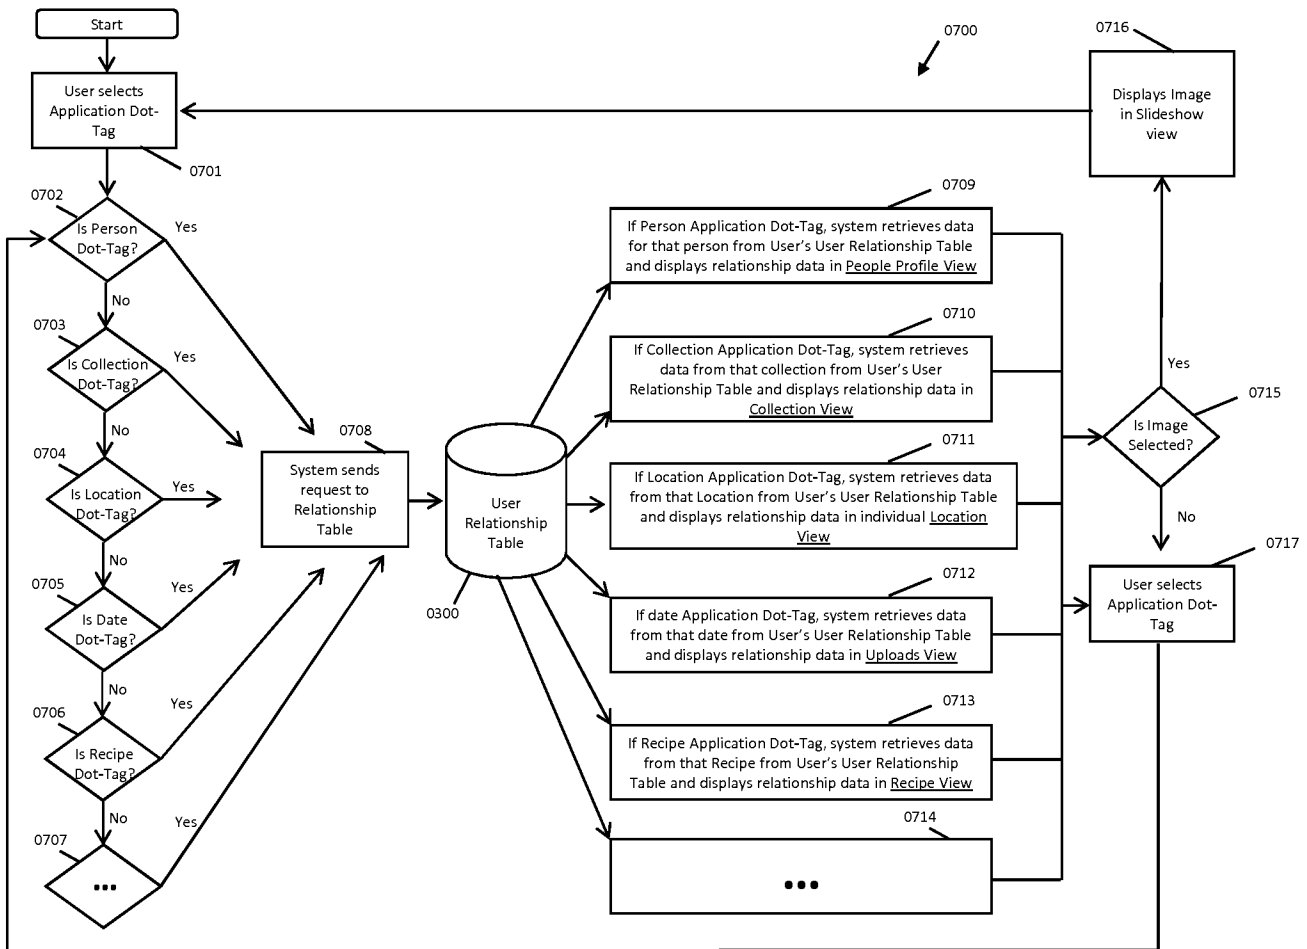 Start
0700
0716
User selects
Application Dot-
Tag
0701
Displays Image
in Slideshow
view
0702
Is Person
Dot-Tag?
Yes
No
0703
Is Collection
Dot-Tag?
Yes
No
0704
Is Location
Dot-Tag?
Yes
No
0705
Is Date
Dot-Tag?
Yes
No
0706
Is Recipe
Dot-Tag?
Yes
No
0707
...
Yes
0708
System sends
request to
Relationship
Table
User
Relationship
Table
0300
0709
If Person Application Dot-Tag, system retrieves data
for that person from User's User Relationship Table
and displays relationship data in People Profile View
0710
If Collection Application Dot-Tag, system retrieves
data from that collection from User's User
Relationship Table and displays relationship data in
Collection View
0711
If Location Application Dot-Tag, system retrieves data
from that Location from User's User Relationship Table
and displays relationship data in individual Location
View
0712
If date Application Dot-Tag, system retrieves data
from that date from User's User Relationship Table
and displays relationship data in Uploads View
0713
If Recipe Application Dot-Tag, system retrieves data
from that Recipe from User's User Relationship
Table and displays relationship data in Recipe View
0714
...
Yes
0715
Is Image
Selected?
No
0717
User selects
Application Dot-
Tag